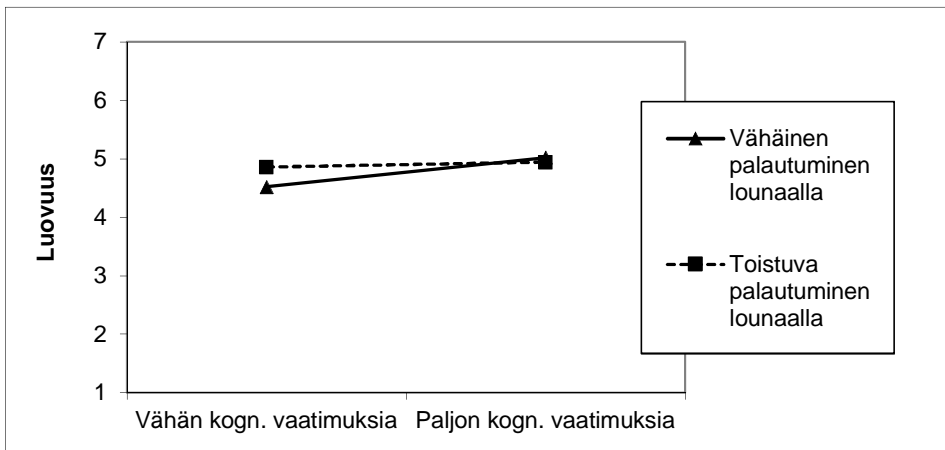 7
6
5
4
3
2
1
Luovuus
Vähän kogn. vaatimuksia
Paljon kogn. vaatimuksia
Vähäinen
palautuminen
lounaalla
Toistuva
palautuminen
lounaalla